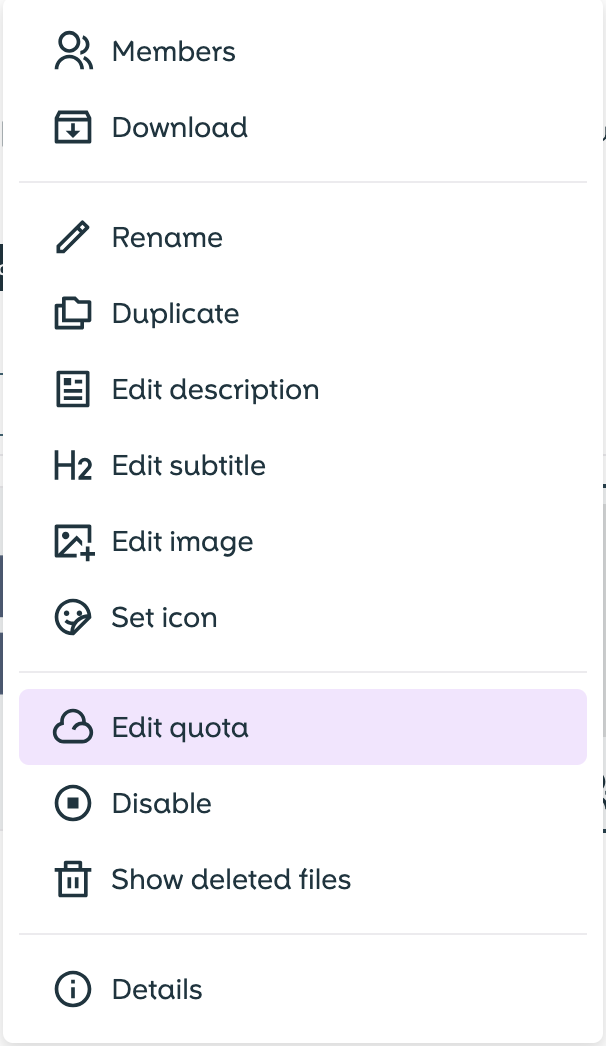 Members
Download
Rename
Duplicate
Edit description
H2 Edit subtitle
Edit image
Set icon
Edit quota
Disable
Show deleted files
Details